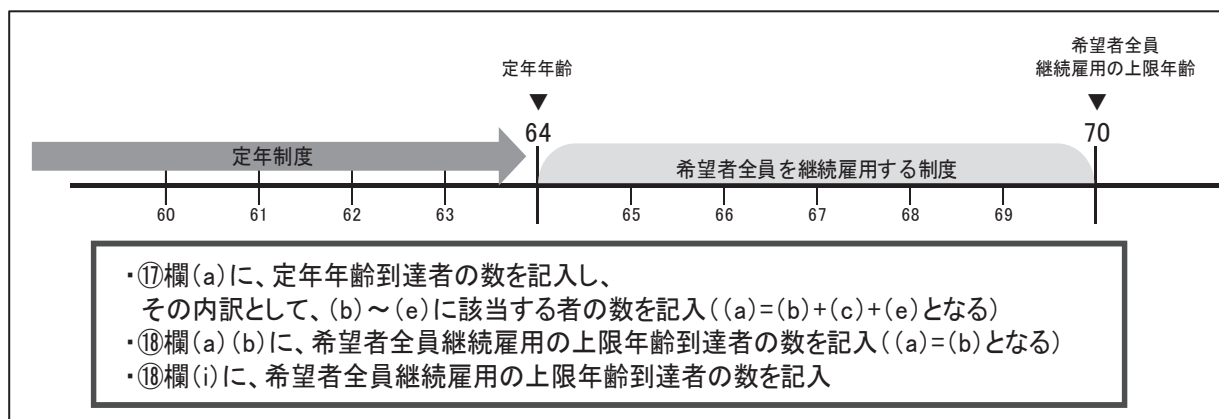 希望者全員
継続雇用の上限年齢
定年年齢
▼
▼
64
70
定年制度
希望者全員を継続雇用する制度
60
61
62
63
65
66
67
68
69
・⑰欄(a)に、定年年齢到達者の数を記入し、
その内訳として、(b)～(e)に該当する者の数を記入((a)=(b)+(c)+(e)となる)
・⑱欄(a)(b)に、希望者全員継続雇用の上限年齢到達者の数を記入((a)=(b)となる)
・⑱欄(i)に、希望者全員継続雇用の上限年齢到達者の数を記入